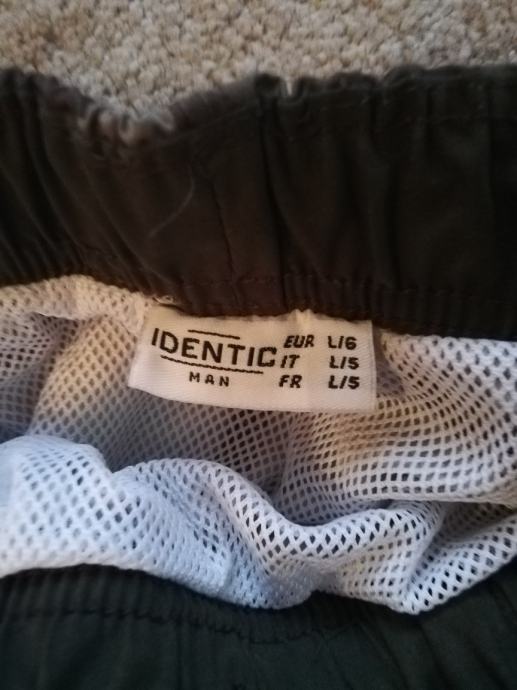 IDENTIC
MAN
EUR L/6
IT L/5
FR L/5